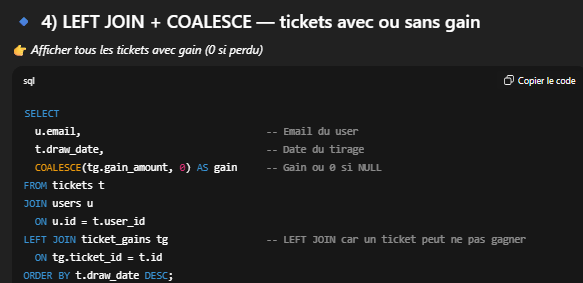 🔹 4) LEFT JOIN + COALESCE — tickets avec ou sans gain
👉 Afficher tous les tickets avec gain (0 si perdu)
sql Copier le code
SELECT
u.email, -- Email du user
t.draw_date, -- Date du tirage
COALESCE(tg.gain_amount, 0) AS gain -- Gain ou 0 si NULL
FROM tickets t
JOIN users u
ON u.id = t.user_id
LEFT JOIN ticket_gains tg -- LEFT JOIN car un ticket peut ne pas gagner
ON tg.ticket_id = t.id
ORDER BY t.draw_date DESC;